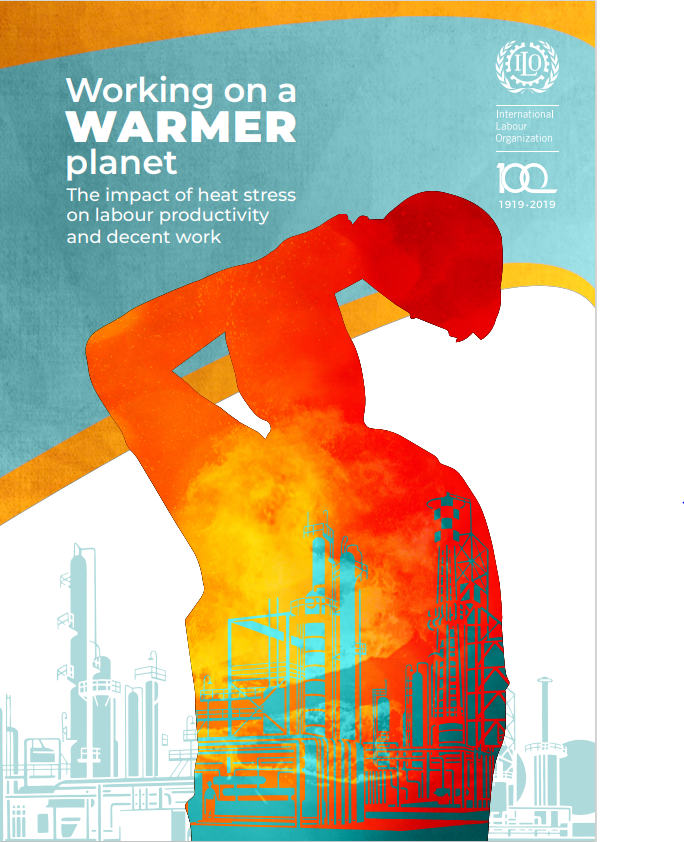 Working on a
WARMER
planet
The impact of heat stress
on labour productivity
and decent work
ILO
International
Labour
Organization
100
1919-2019